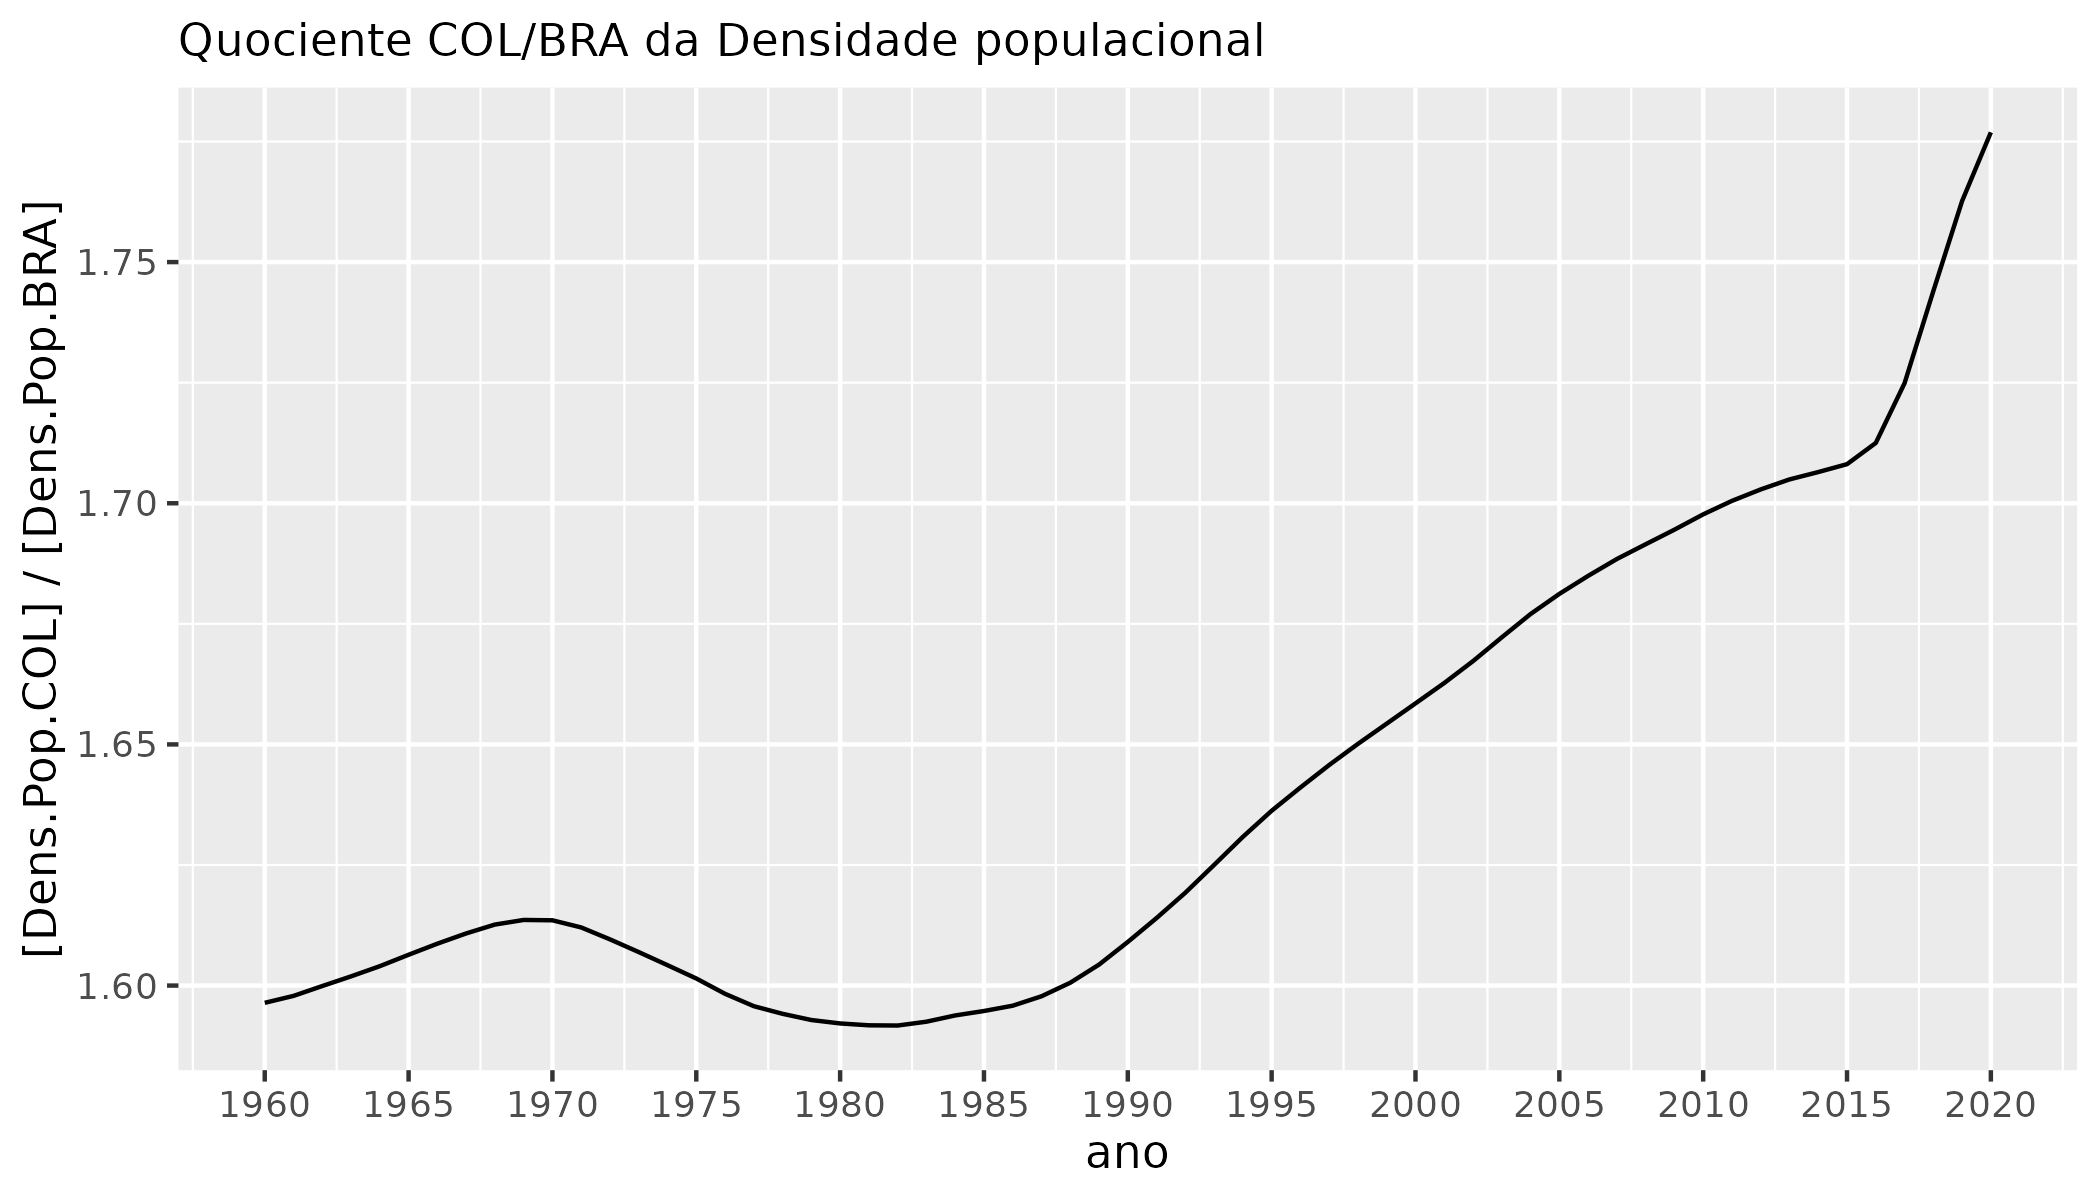 Quociente COL/BRA da Densidade populacional
[Dens.Pop.COL] / [Dens.Pop.BRA]
1.75
1.70
1.65
1.60
1960 1965 1970 1975 1980 1985 1990 1995 2000 2005 2010 2015 2020
ano